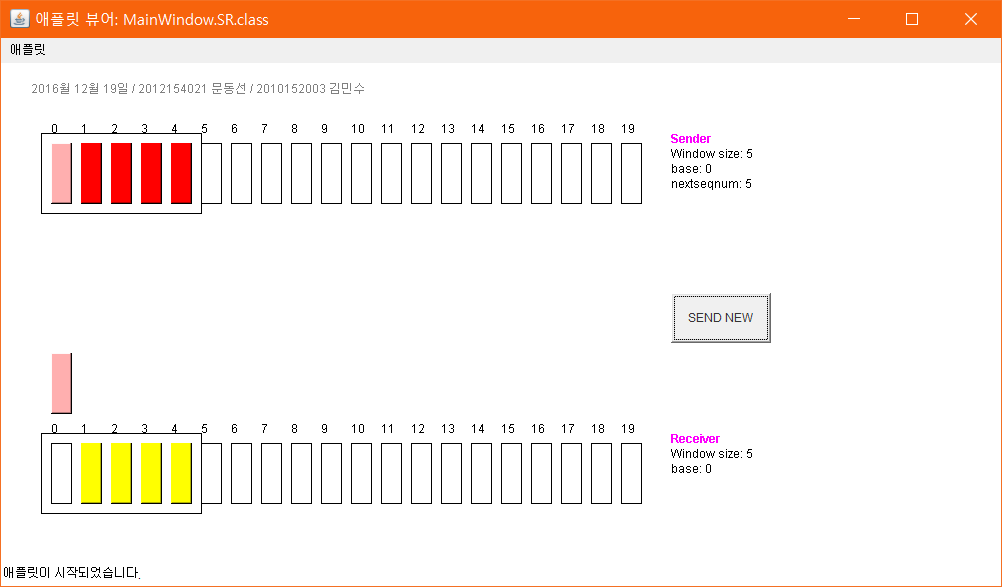 애플릿 뷰어: MainWindow.SR.class
애플릿
2016월 12월 19일 / 2012154021 문동선 / 2010152003 김민수
0 1 2 3 4 5 6 7 8 9 10 11 12 13 14 15 16 17 18 19
Sender
Window size: 5
base: 0
nextseqnum: 5
SEND NEW
0 1 2 3 4 5 6 7 8 9 10 11 12 13 14 15 16 17 18 19
Receiver
Window size: 5
base: 0
애플릿이 시작되었습니다.